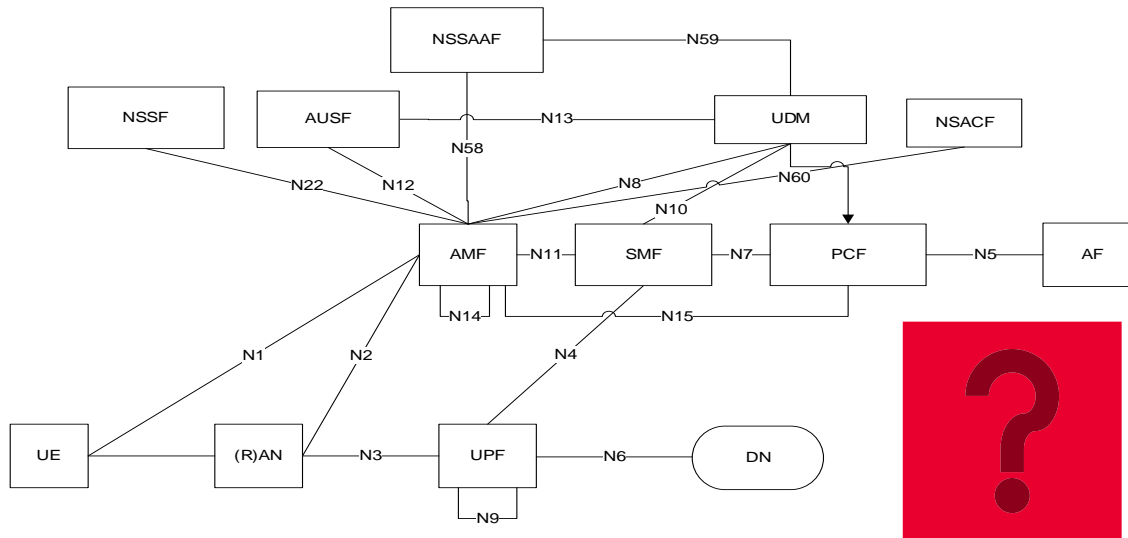 NSSAAF
N59
NSSF
AUSF
N13
UDM
NSACF
N58
N22
N12
N8
N60
N10
AMF
N11
SMF
N7
PCF
N5
AF
N14
N15
N1
N2
N4
UE
(R)AN
N3
UPF
N6
DN
N9
?